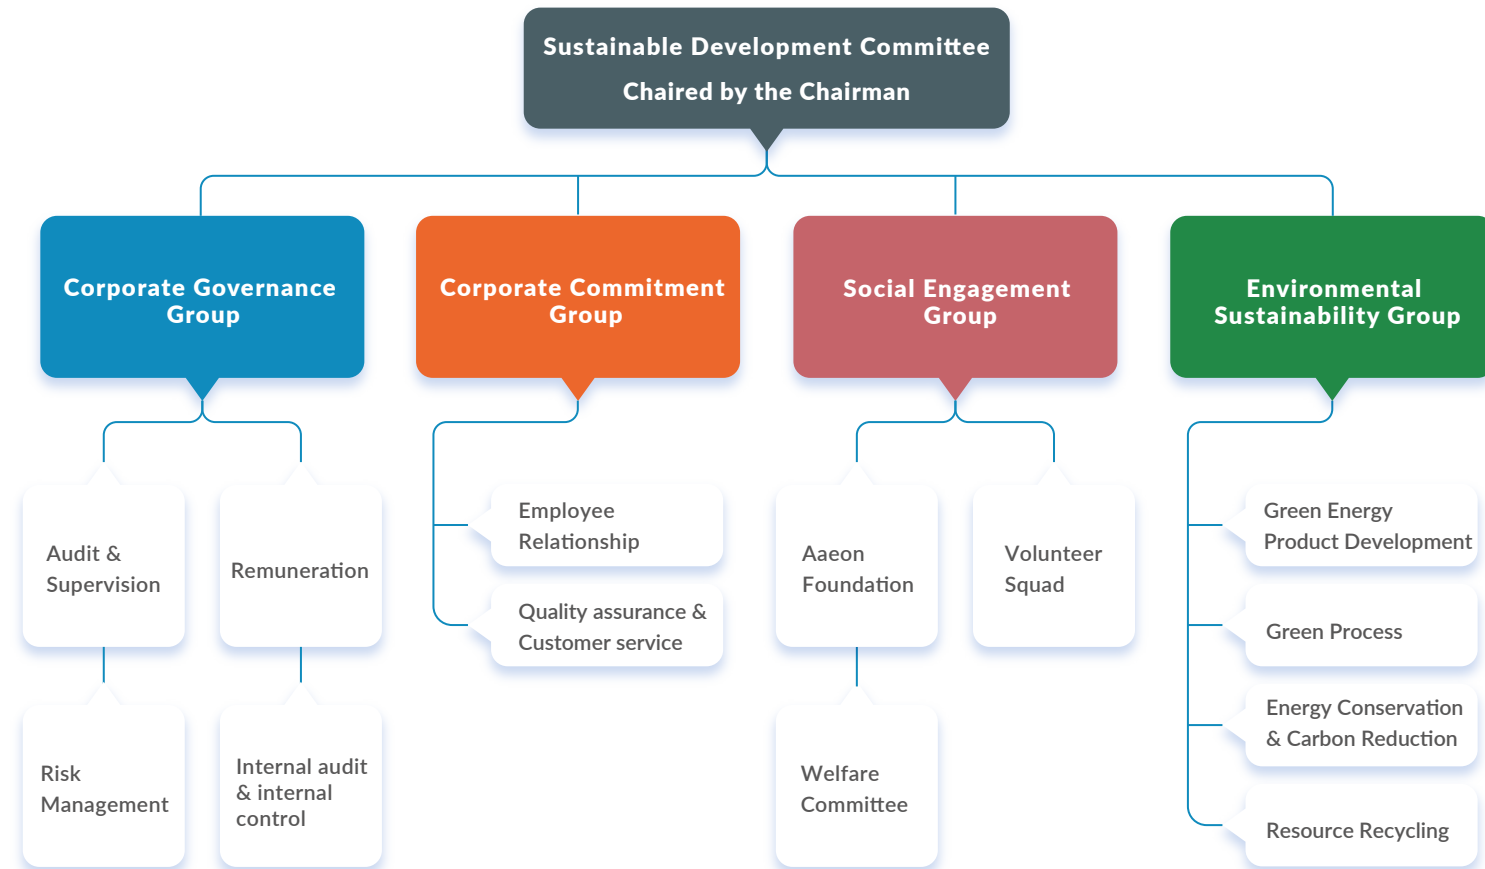 Sustainable Development Committee
Chaired by the Chairman
Corporate Governance
Group
Corporate Commitment
Group
Social Engagement
Group
Environmental
Sustainability Group
Audit &
Supervision
Remuneration
Risk
Management
Internal audit
& internal
control
Employee
Relationship
Quality assurance &
Customer service
Aaeon
Foundation
Volunteer
Squad
Welfare
Committee
Green Energy
Product Development
Green Process
Energy Conservation
& Carbon Reduction
Resource Recycling